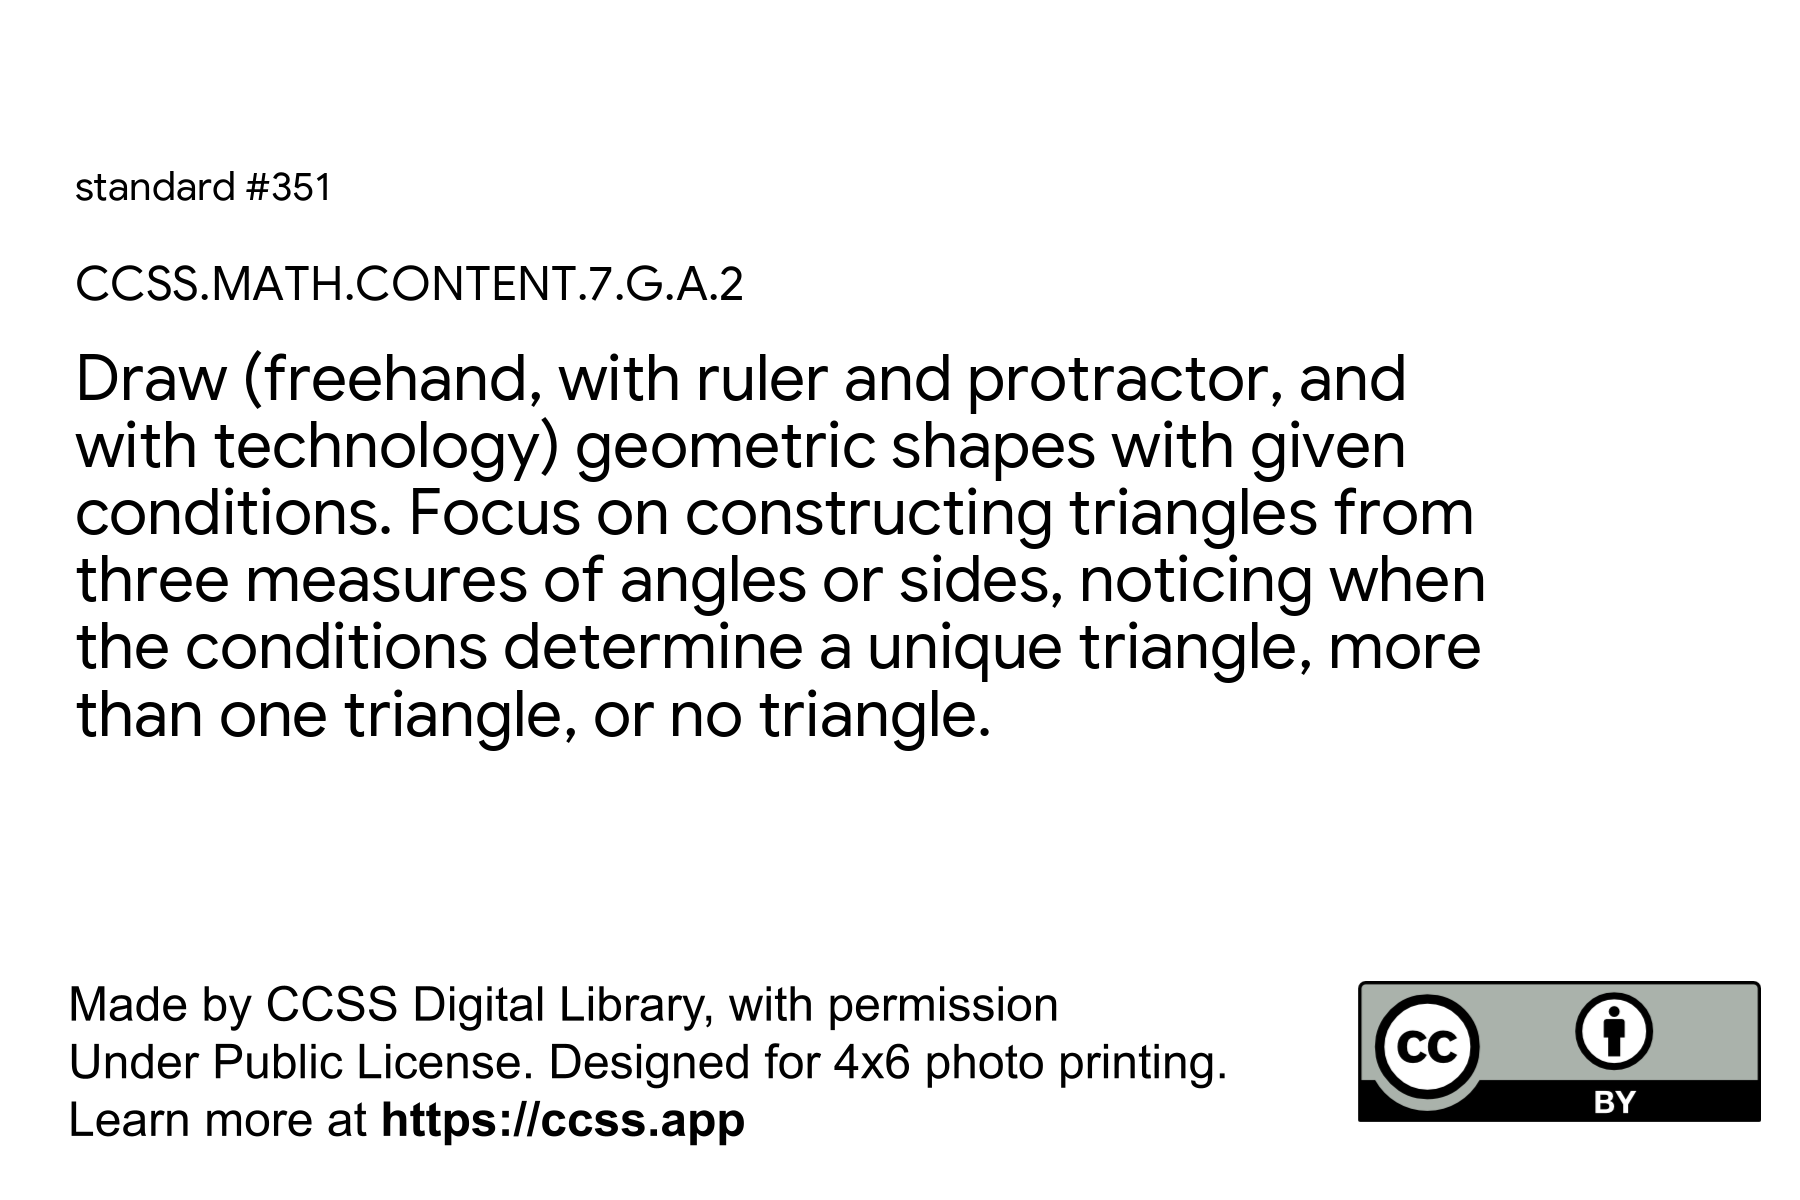 standard #351
CCSS.MATH.CONTENT.7.G.A.2
Draw (freehand, with ruler and protractor, and
with technology) geometric shapes with given
conditions. Focus on constructing triangles from
three measures of angles or sides, noticing when
the conditions determine a unique triangle, more
than one triangle, or no triangle.
Made by CCSS Digital Library, with permission
Under Public License. Designed for 4x6 photo printing.
Learn more at https://ccss.app
cc
BY